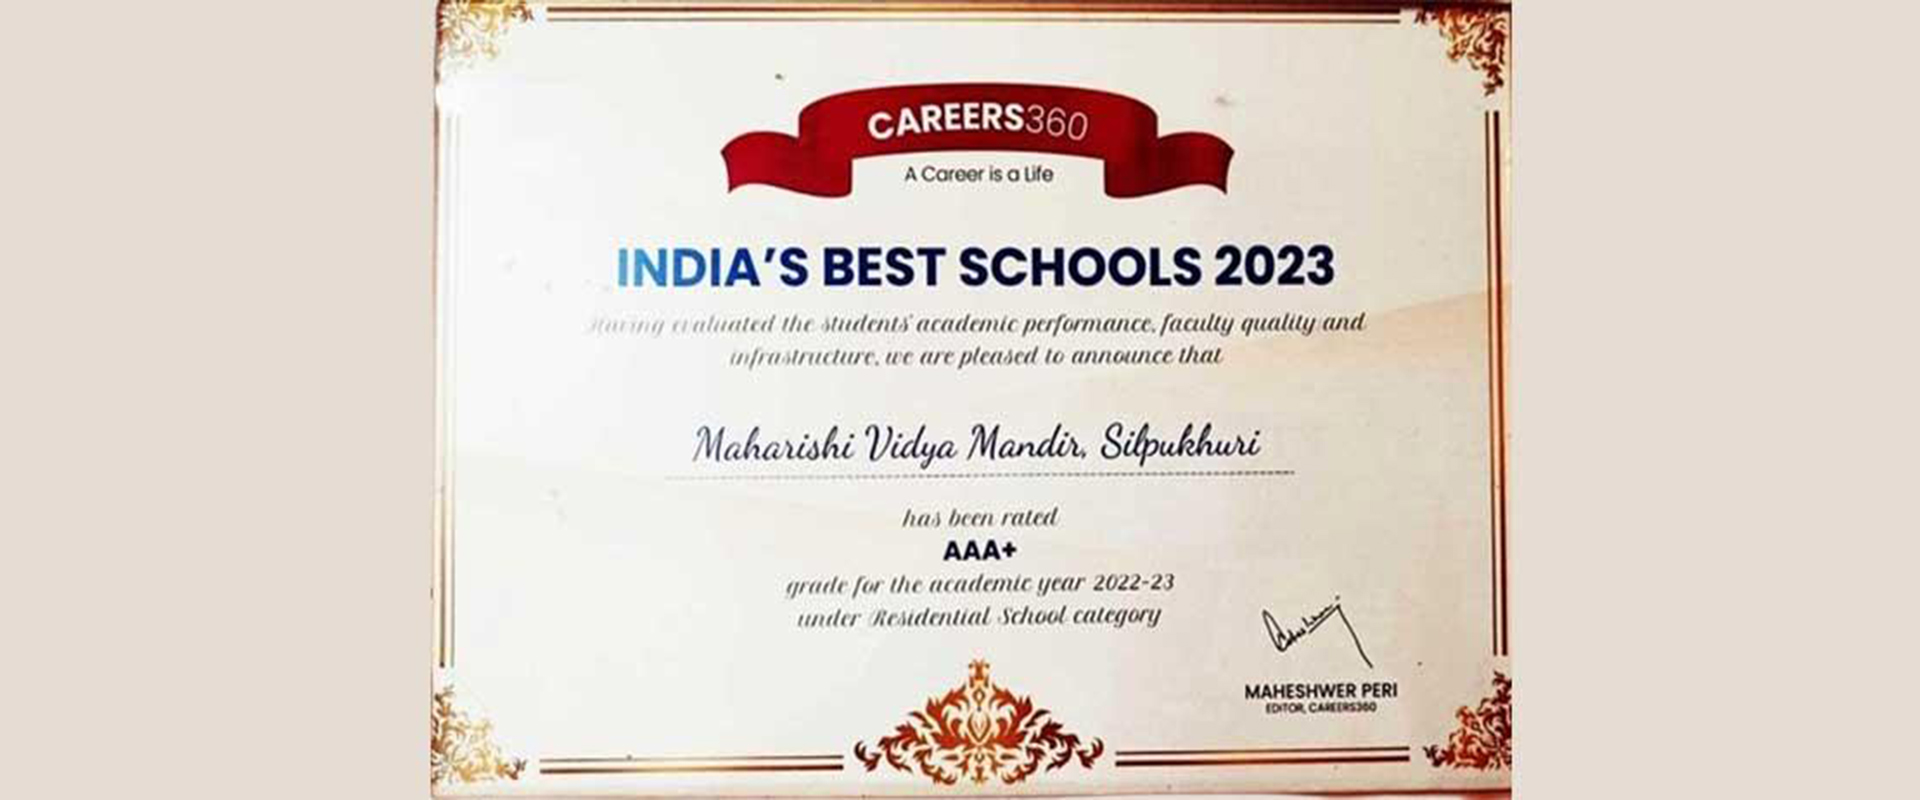 CAREERS360
A Career is a Life
INDIA’S BEST SCHOOLS 2023
Having evaluated the students' academic performance, faculty quality and
infrastructure, we are pleased to announce that
Maharishi Vidya Mandir, Silpukhuri
has been rated
AAA+
grade for the academic year 2022-23
under Residential School category
MAHESHWER PERI
EDITOR, CAREERS360